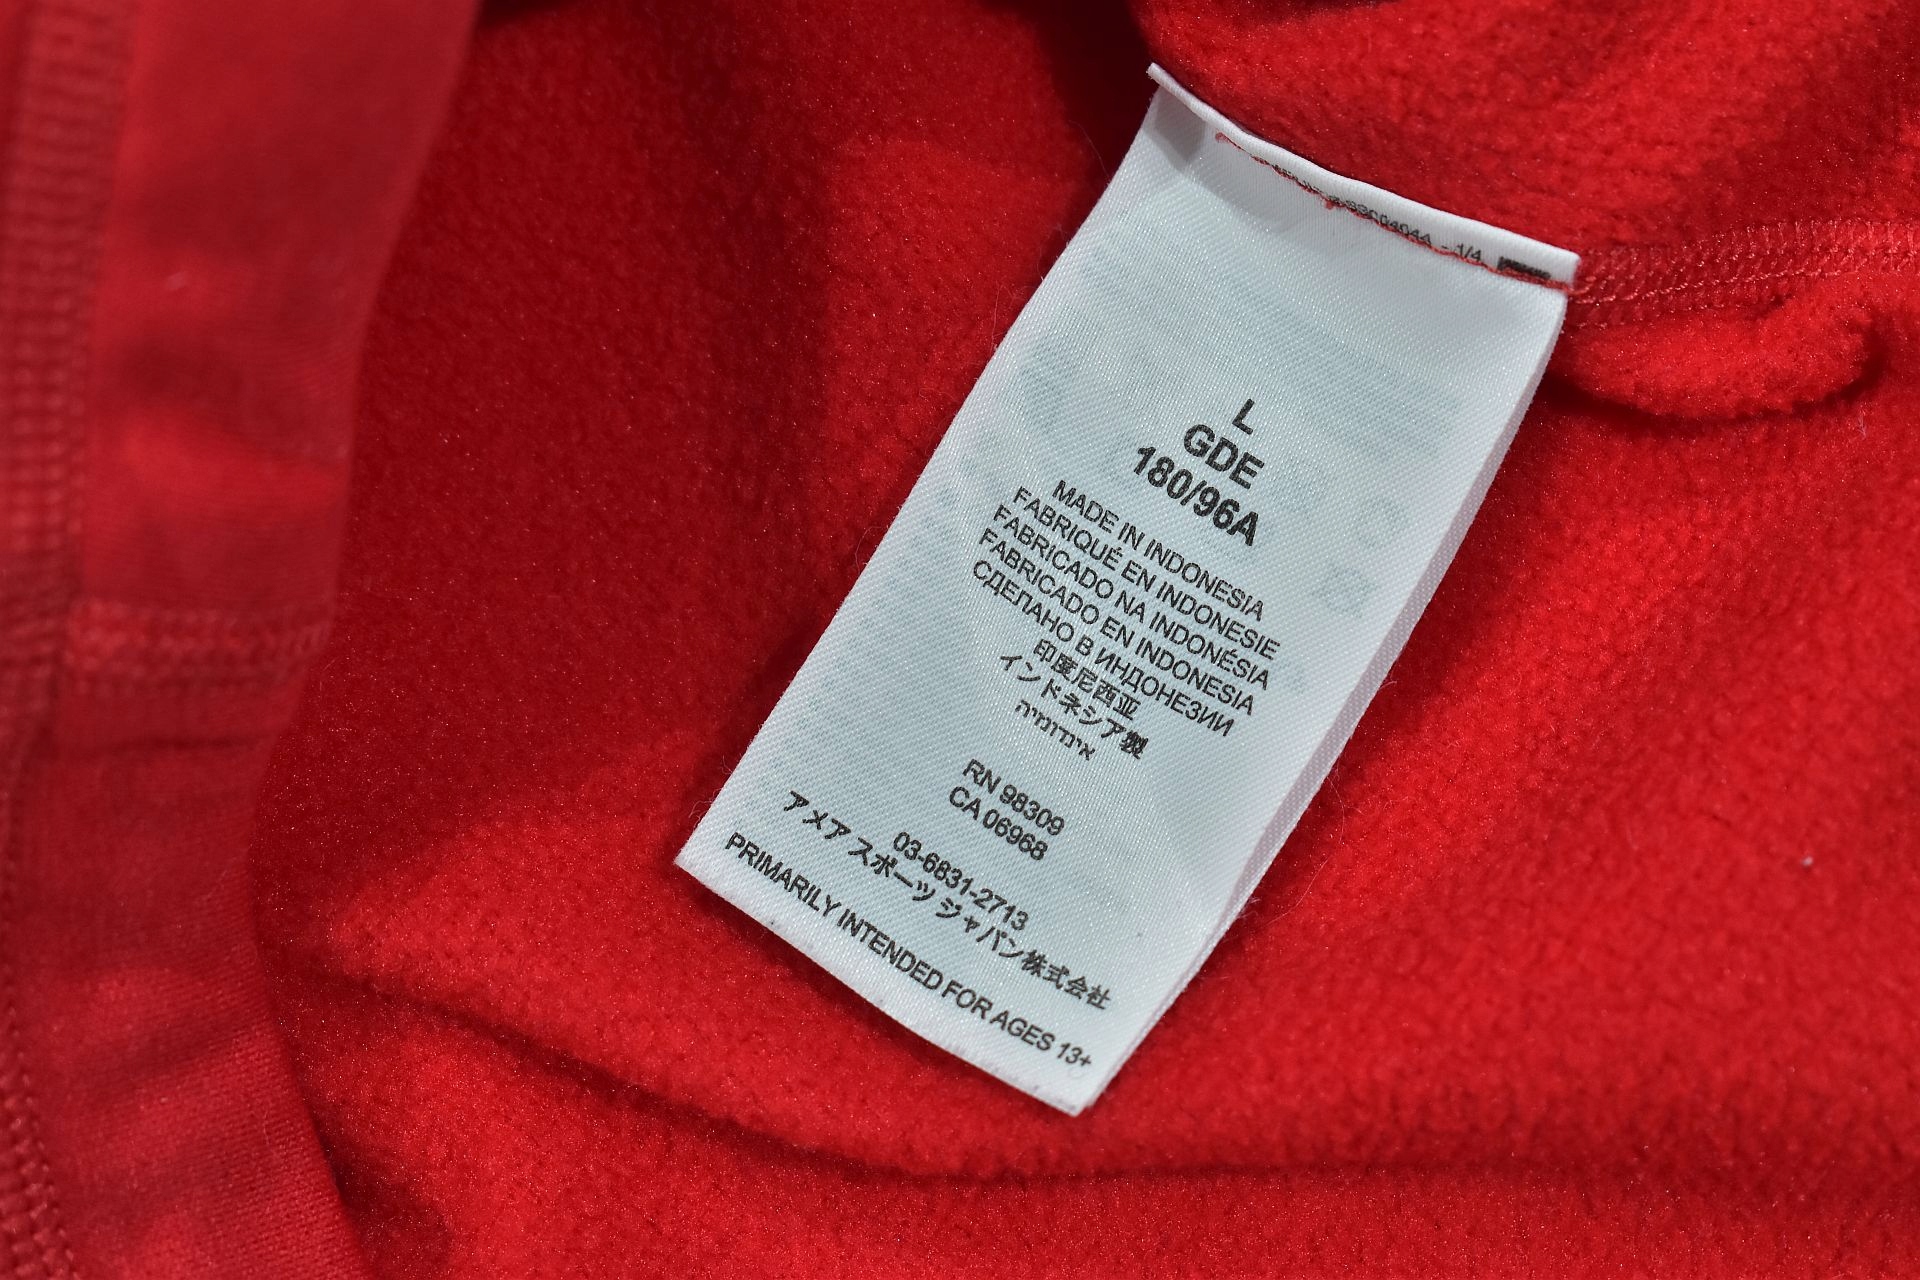 L
GDE
180/96A
MADE IN INDONESIA
FABRIQUÉ EN INDONESIE
FABRICADO NA INDONÉSIA
FABRICADO EN INDONESIA
СДЕЛАНО В ИНДОНЕЗИИ
印度尼西亚
インドネシア製
אינדונזיה
RN 98309
CA 06968
03-6831-2713
アメア スポーツ ジャパン株式会社
PRIMARILY INTENDED FOR AGES 13+